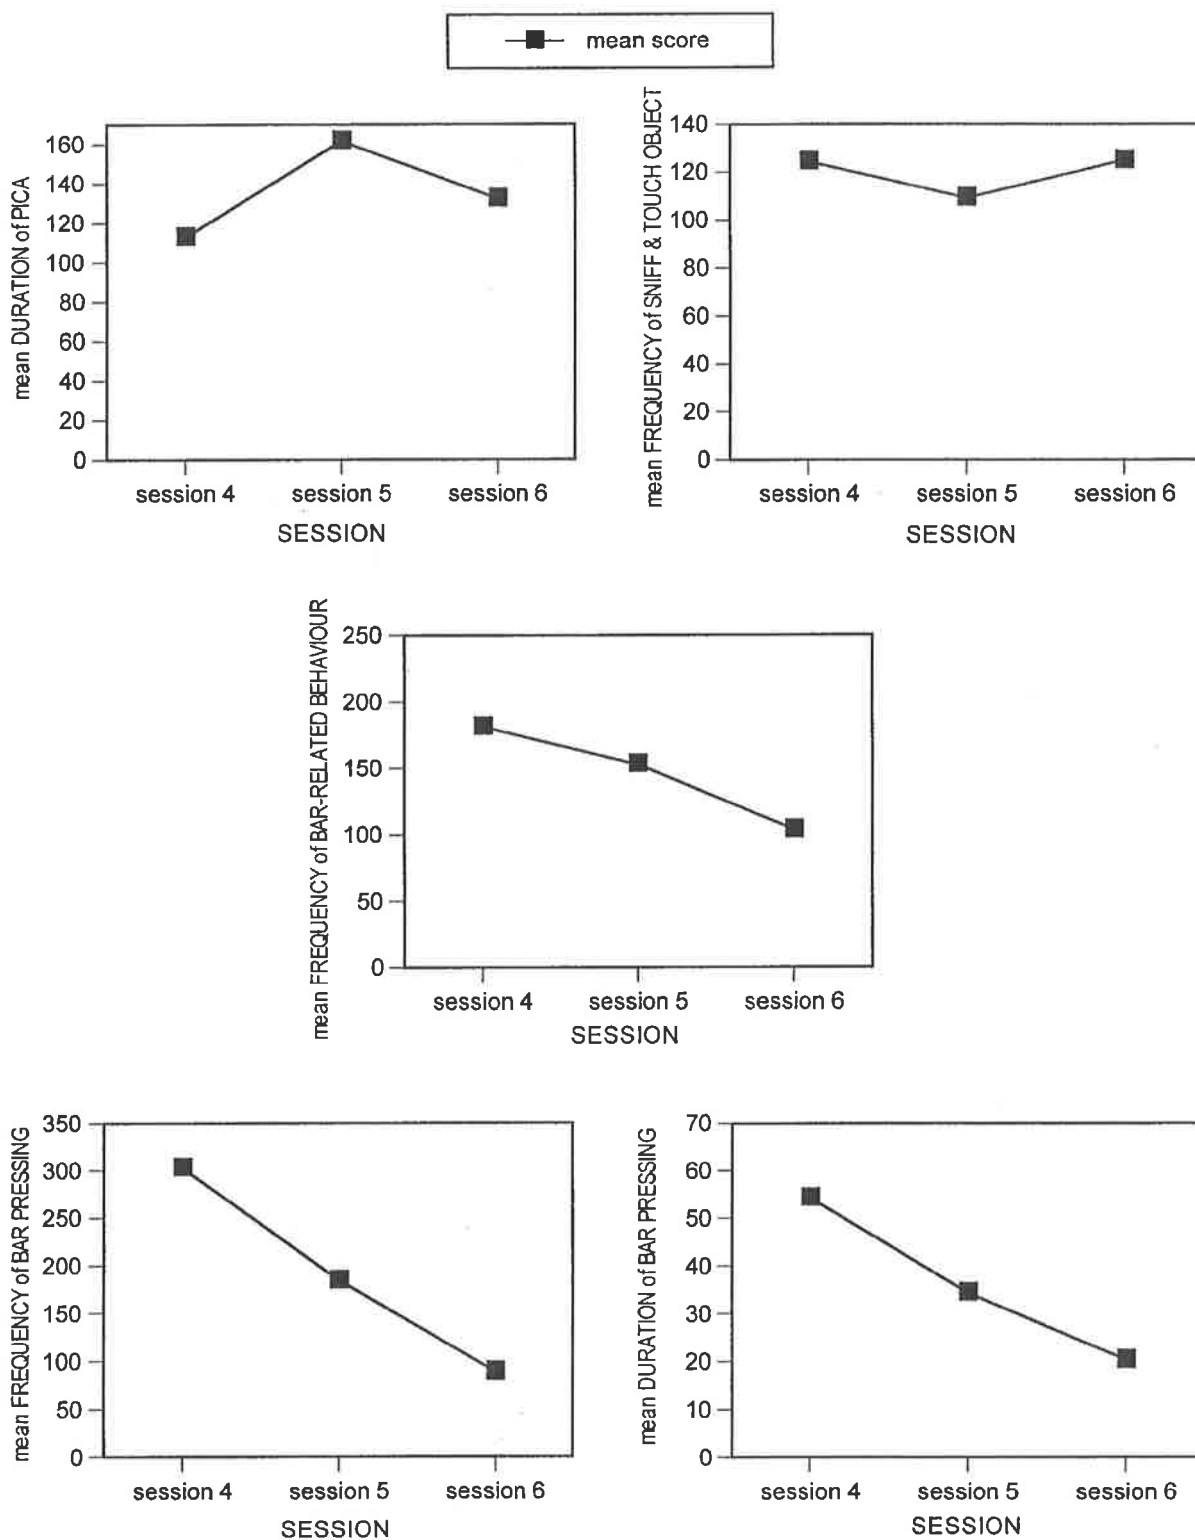 mean score
mean DURATION of PICA
160
140
120
100
80
60
40
20
0
session 4 session 5 session 6
SESSION
mean FREQUENCY of SNIFF & TOUCH OBJECT
140
120
100
80
60
40
20
0
session 4 session 5 session 6
SESSION
mean FREQUENCY of BAR-RELATED BEHAVIOUR
250
200
150
100
50
0
session 4 session 5 session 6
SESSION
mean FREQUENCY of BAR PRESSING
350
300
250
200
150
100
50
0
session 4 session 5 session 6
SESSION
mean DURATION of BAR PRESSING
70
60
50
40
30
20
10
0
session 4 session 5 session 6
SESSION